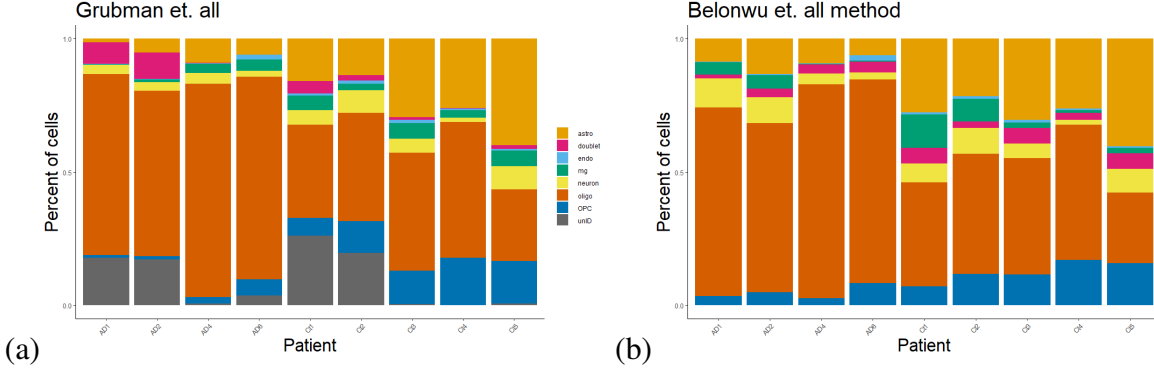 Grubman et. all
1.0
0.5
0.0
Percent of cells
AD1 AD2 AD4 AD6 Ct1 Ct2 Ct3 Ct4 Ct5
Patient
astro
doublet
endo
mg
neuron
oligo
OPC
unID
(a)
Belonwu et. all method
1.0
0.5
0.0
Percent of cells
AD1 AD2 AD4 AD6 Ct1 Ct2 Ct3 Ct4 Ct5
Patient
(b)